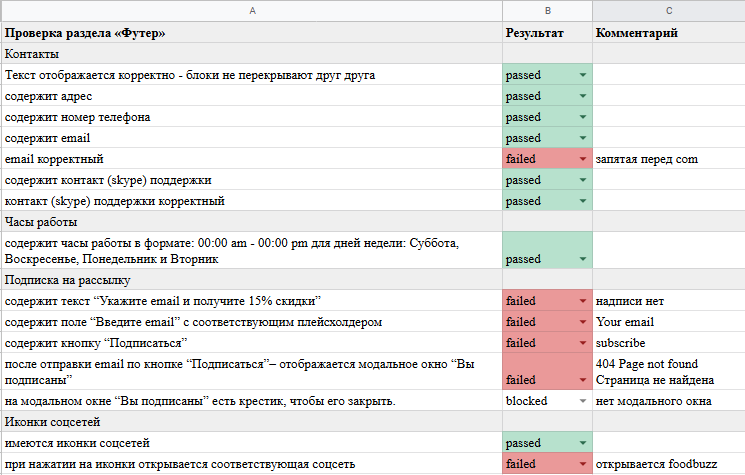 A B C
Проверка раздела «Футер» Результат Комментарий
Контакты
Текст отображается корректно - блоки не перекрывают друг друга passed
содержит адрес passed
содержит номер телефона passed
содержит email passed
email корректный failed запятая перед com
содержит контакт (skype) поддержки passed
контакт (skype) поддержки корректный passed
Часы работы
содержит часы работы в формате: 00:00 am - 00:00 pm для дней недели: Суббота,
Воскресенье, Понедельник и Вторник passed
Подписка на рассылку
содержит текст “Укажите email и получите 15% скидки” failed надписи нет
содержит поле “Введите email” с соответствующим плейсхолдером failed Your email
содержит кнопку “Подписаться” failed subscribe
после отправки email по кнопке “Подписаться”– отображается модальное окно “Вы 404 Page not found
подписаны” failed Страница не найдена
на модальном окне “Вы подписаны” есть крестик, чтобы его закрыть. blocked нет модального окна
Иконки соцсетей
имеются иконки соцсетей passed
при нажатии на иконки открывается соответствующая соцсеть failed открывается foodbuzz